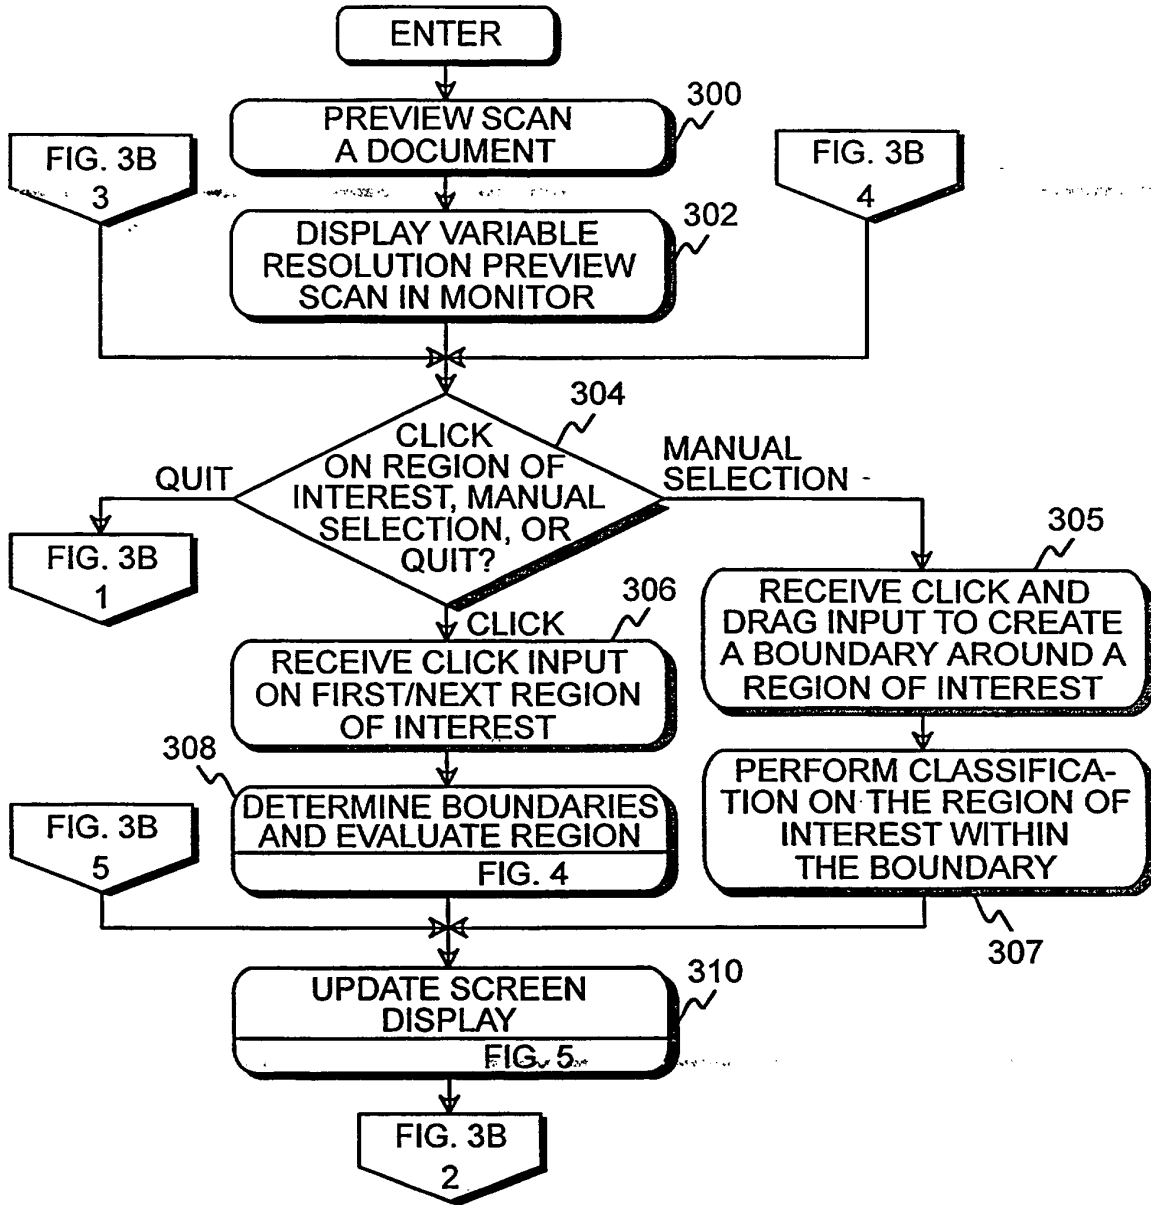 ENTER
300
PREVIEW SCAN
A DOCUMENT
FIG. 3B
3
FIG. 3B
4
302
DISPLAY VARIABLE
RESOLUTION PREVIEW
SCAN IN MONITOR
304
CLICK
ON REGION OF
INTEREST, MANUAL
SELECTION, OR
QUIT?
QUIT
MANUAL
SELECTION
FIG. 3B
1
305
RECEIVE CLICK AND
DRAG INPUT TO CREATE
A BOUNDARY AROUND A
REGION OF INTEREST
CLICK
306
RECEIVE CLICK INPUT
ON FIRST/NEXT REGION
OF INTEREST
308
DETERMINE BOUNDARIES
AND EVALUATE REGION
FIG. 4
PERFORM CLASSIFICA-
TION ON THE REGION OF
INTEREST WITHIN
THE BOUNDARY
307
FIG. 3B
5
310
UPDATE SCREEN
DISPLAY
FIG. 5
FIG. 3B
2